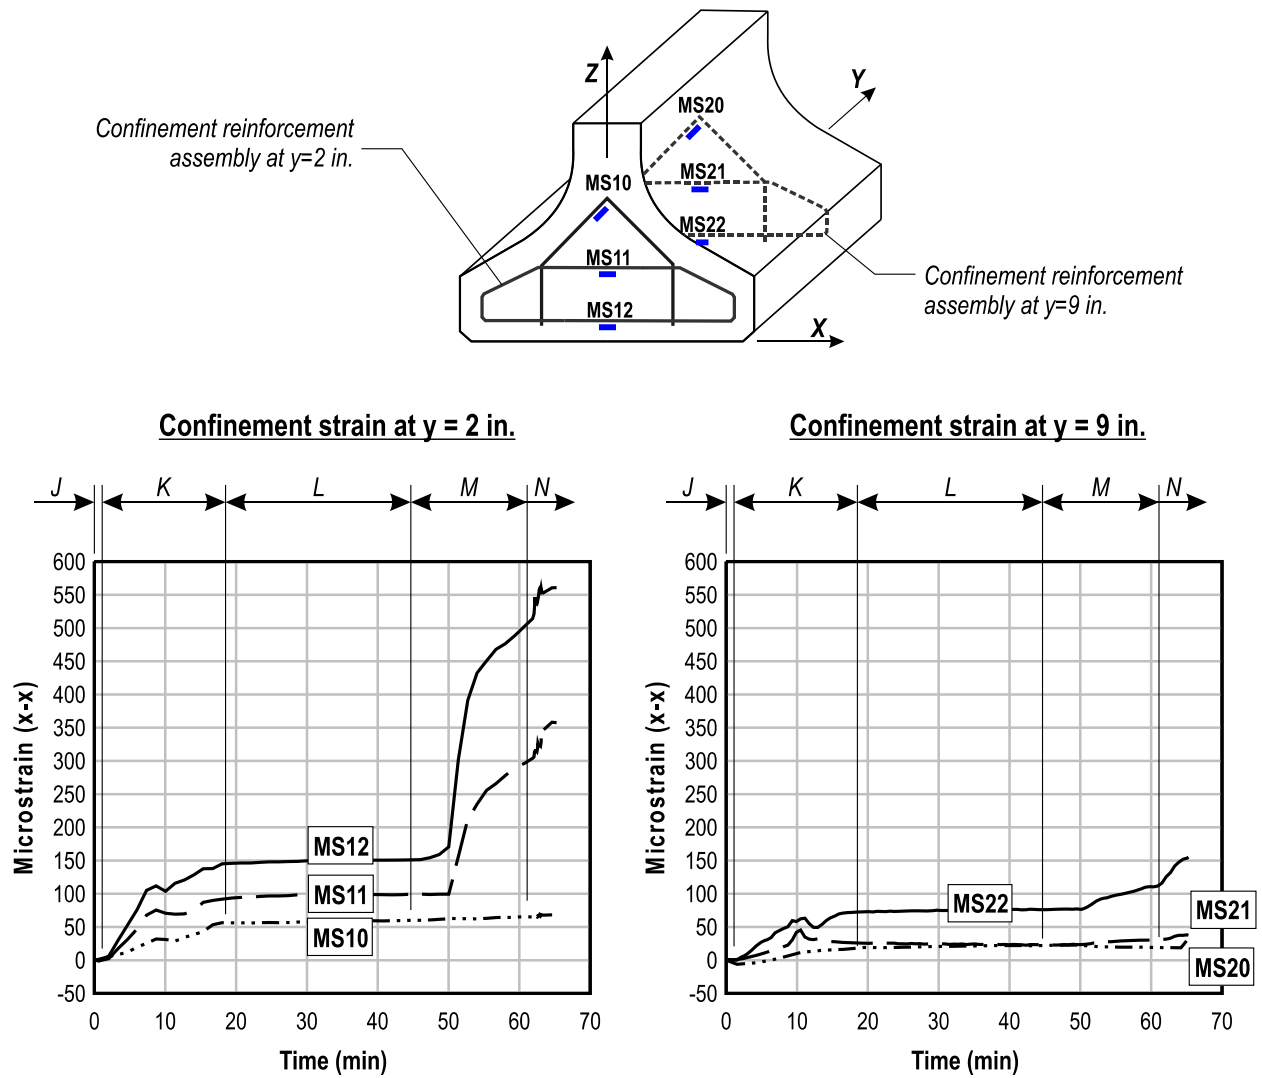 Z
Y
MS20
Confinement reinforcement
assembly at y=2 in.
MS10
MS21
MS22
MS11
Confinement reinforcement
assembly at y=9 in.
MS12
X
Confinement strain at y = 2 in.
J K L M N
600
550
500
450
400
350
300
250
200
150
100
50
0
-50
Microstrain (x-x)
MS12
MS11
MS10
0 10 20 30 40 50 60 70
Time (min)
Confinement strain at y = 9 in.
J K L M N
600
550
500
450
400
350
300
250
200
150
100
50
0
-50
Microstrain (x-x)
MS22
MS21
MS20
0 10 20 30 40 50 60 70
Time (min)